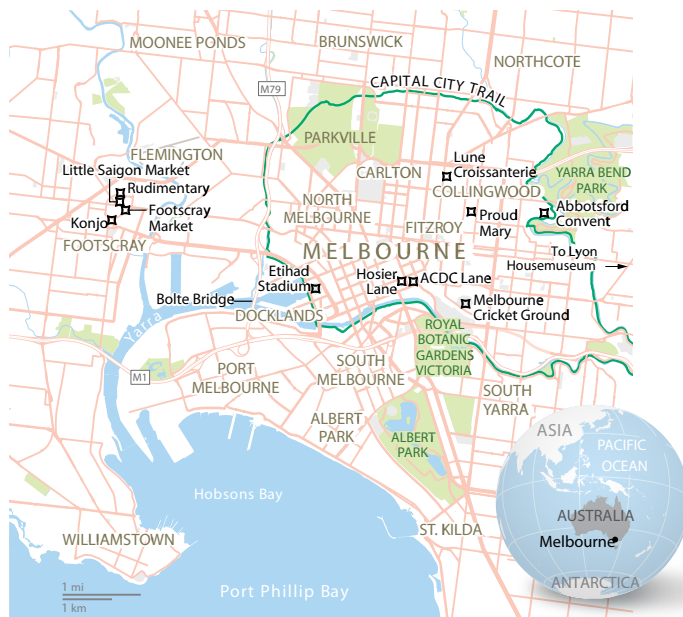 MOONEE PONDS
BRUNSWICK
NORTHCOTE
M79
CAPITAL CITY TRAIL
PARKVILLE
FLEMINGTON
Little Saigon Market
Rudimentary
Footscray
Market
Konjo
FOOTSCRAY
CARLTON
Lune
Croissanterie
COLLINGWOOD
YARRA BEND
PARK
NORTH
MELBOURNE
FITZROY
Proud
Mary
Abbotsford
Convent
MELBOURNE
To Lyon
Housemuseum
Etihad
Stadium
Hosier
Lane
ACDC Lane
Bolte Bridge
Melbourne
Cricket Ground
Yarra
DOCKLANDS
ROYAL
BOTANIC
GARDENS
VICTORIA
M1
PORT
MELBOURNE
SOUTH
MELBOURNE
SOUTH
YARRA
ALBERT
PARK
ALBERT
PARK
Hobsons Bay
ST. KILDA
WILLIAMSTOWN
Port Phillip Bay
1 mi
1 km
ASIA
PACIFIC
OCEAN
AUSTRALIA
Melbourne
ANTARCTICA